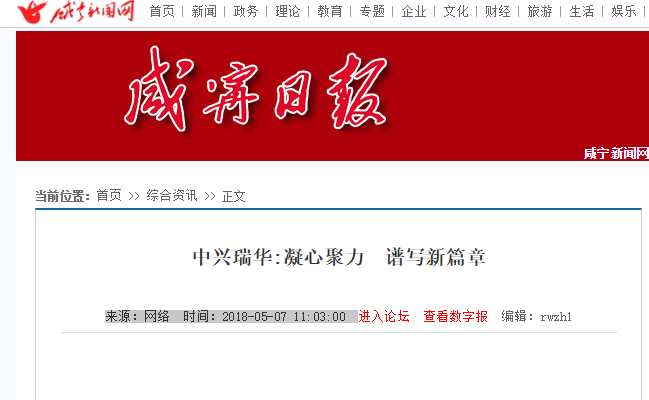 咸宁新闻网 首页 | 新闻 | 政务 | 理论 | 教育 | 专题 | 企业 | 文化 | 财经 | 旅游 | 生活 | 娱乐 |
咸宁日报
咸宁新闻网
当前位置：首页 >> 综合资讯 >> 正文
中兴瑞华:凝心聚力 谱写新篇章
来源：网络 时间：2018-05-07 11:03:00 进入论坛 查看数字报 编辑：rwzhl